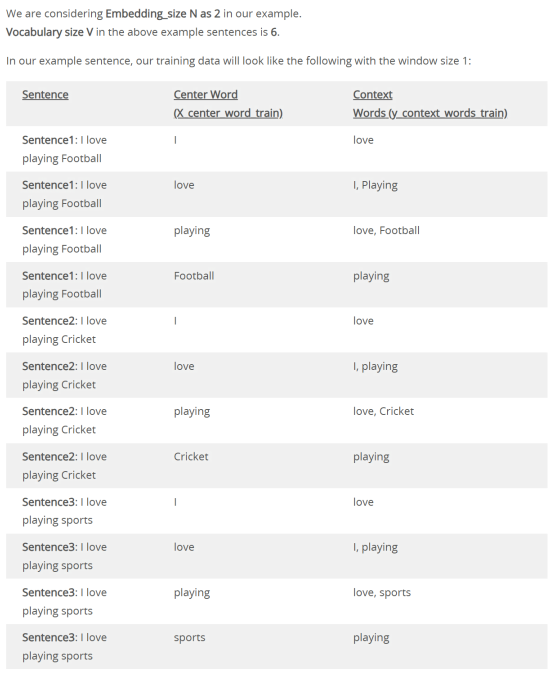 We are considering Embedding_size N as 2 in our example.
Vocabulary size V in the above example sentences is 6.
In our example sentence, our training data will look like the following with the window size 1:
Sentence Center Word Context
(X_center_word_train) Words (y_context_words_train)
Sentence1: I love I love
playing Football
Sentence1: I love love I, Playing
playing Football
Sentence1: I love playing love, Football
playing Football
Sentence1: I love Football playing
playing Football
Sentence2: I love I love
playing Cricket
Sentence2: I love love I, playing
playing Cricket
Sentence2: I love playing love, Cricket
playing Cricket
Sentence2: I love Cricket playing
playing Cricket
Sentence3: I love I love
playing sports
Sentence3: I love love I, playing
playing sports
Sentence3: I love playing love, sports
playing sports
Sentence3: I love sports playing
playing sports